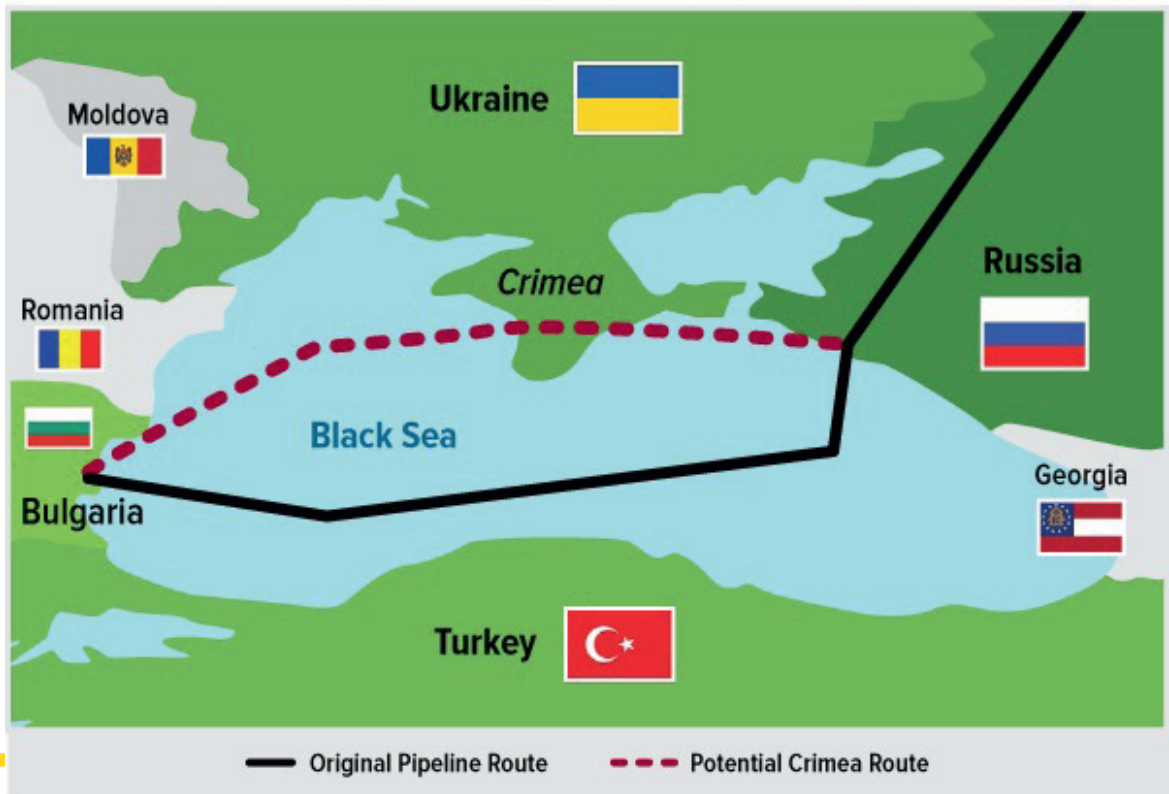 Ukraine
Moldova
Crimea
Russia
Romania
Black Sea
Georgia
Bulgaria
Turkey
Original Pipeline Route
Potential Crimea Route